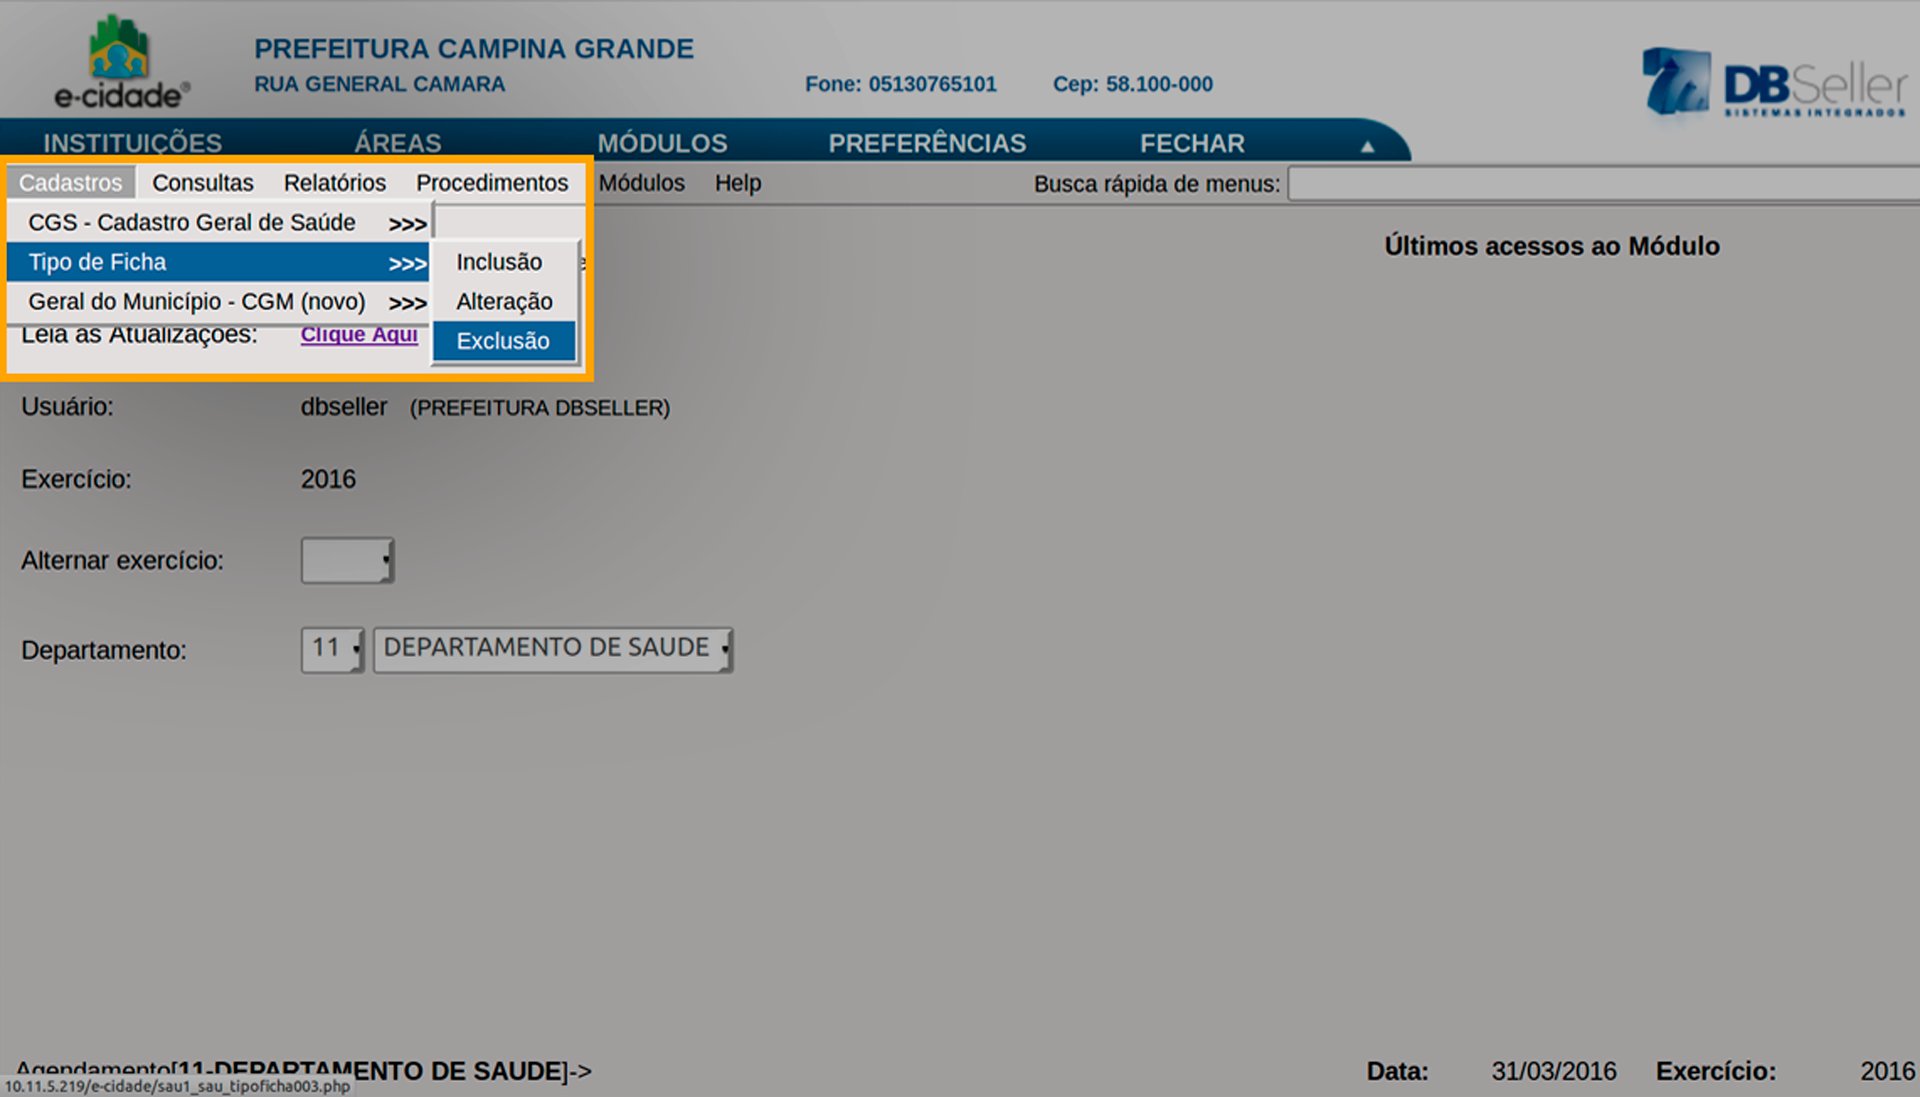 e-cidade®
PREFEITURA CAMPINA GRANDE
RUA GENERAL CAMARA Fone: 05130765101 Cep: 58.100-000
DBSeller
SISTEMAS INTEGRADOS
INSTITUIÇÕES ÁREAS MÓDULOS PREFERÊNCIAS FECHAR ▲
Cadastros Consultas Relatórios Procedimentos Módulos Help Busca rápida de menus:
CGS - Cadastro Geral de Saúde >>>
Tipo de Ficha >>> Inclusão
Geral do Município - CGM (novo) >>> Alteração
Leia as Atualizações: Clique Aqui Exclusão
Últimos acessos ao Módulo
Usuário: dbseller (PREFEITURA DBSELLER)
Exercício: 2016
Alternar exercício:
Departamento: 11 DEPARTAMENTO DE SAUDE
Agendamento[11-DEPARTAMENTO DE SAUDE]-> Data: 31/03/2016 Exercício: 2016
10.11.5.219/e-cidade/sau1_sau_tipoficha003.php